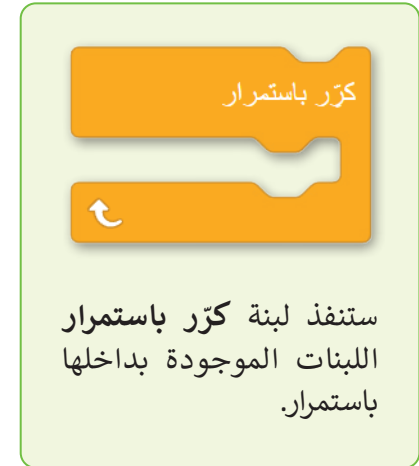 كرّر باستمرار
ستنفذ لبنة كرّر باستمرار
اللبنات الموجودة بداخلها
باستمرار.